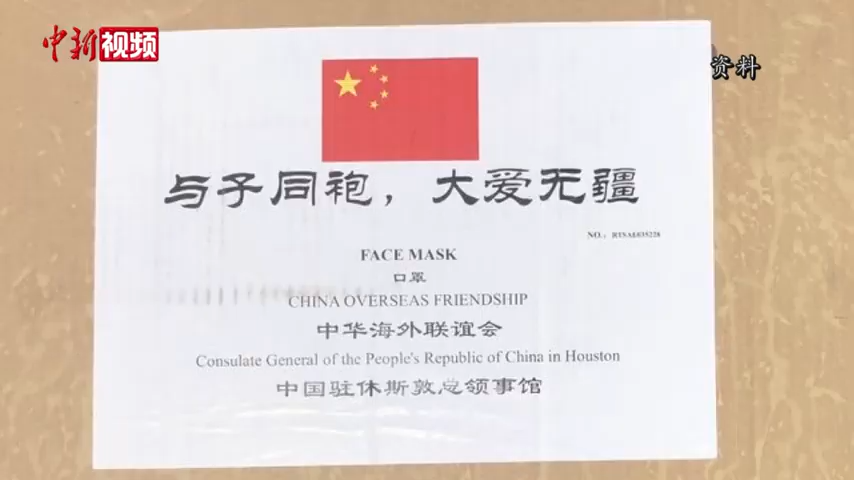 中新视频
资料
与子同袍，大爱无疆
NO.: RTSAL035228
FACE MASK
口罩
CHINA OVERSEAS FRIENDSHIP
中华海外联谊会
Consulate General of the People's Republic of China in Houston
中国驻休斯敦总领事馆